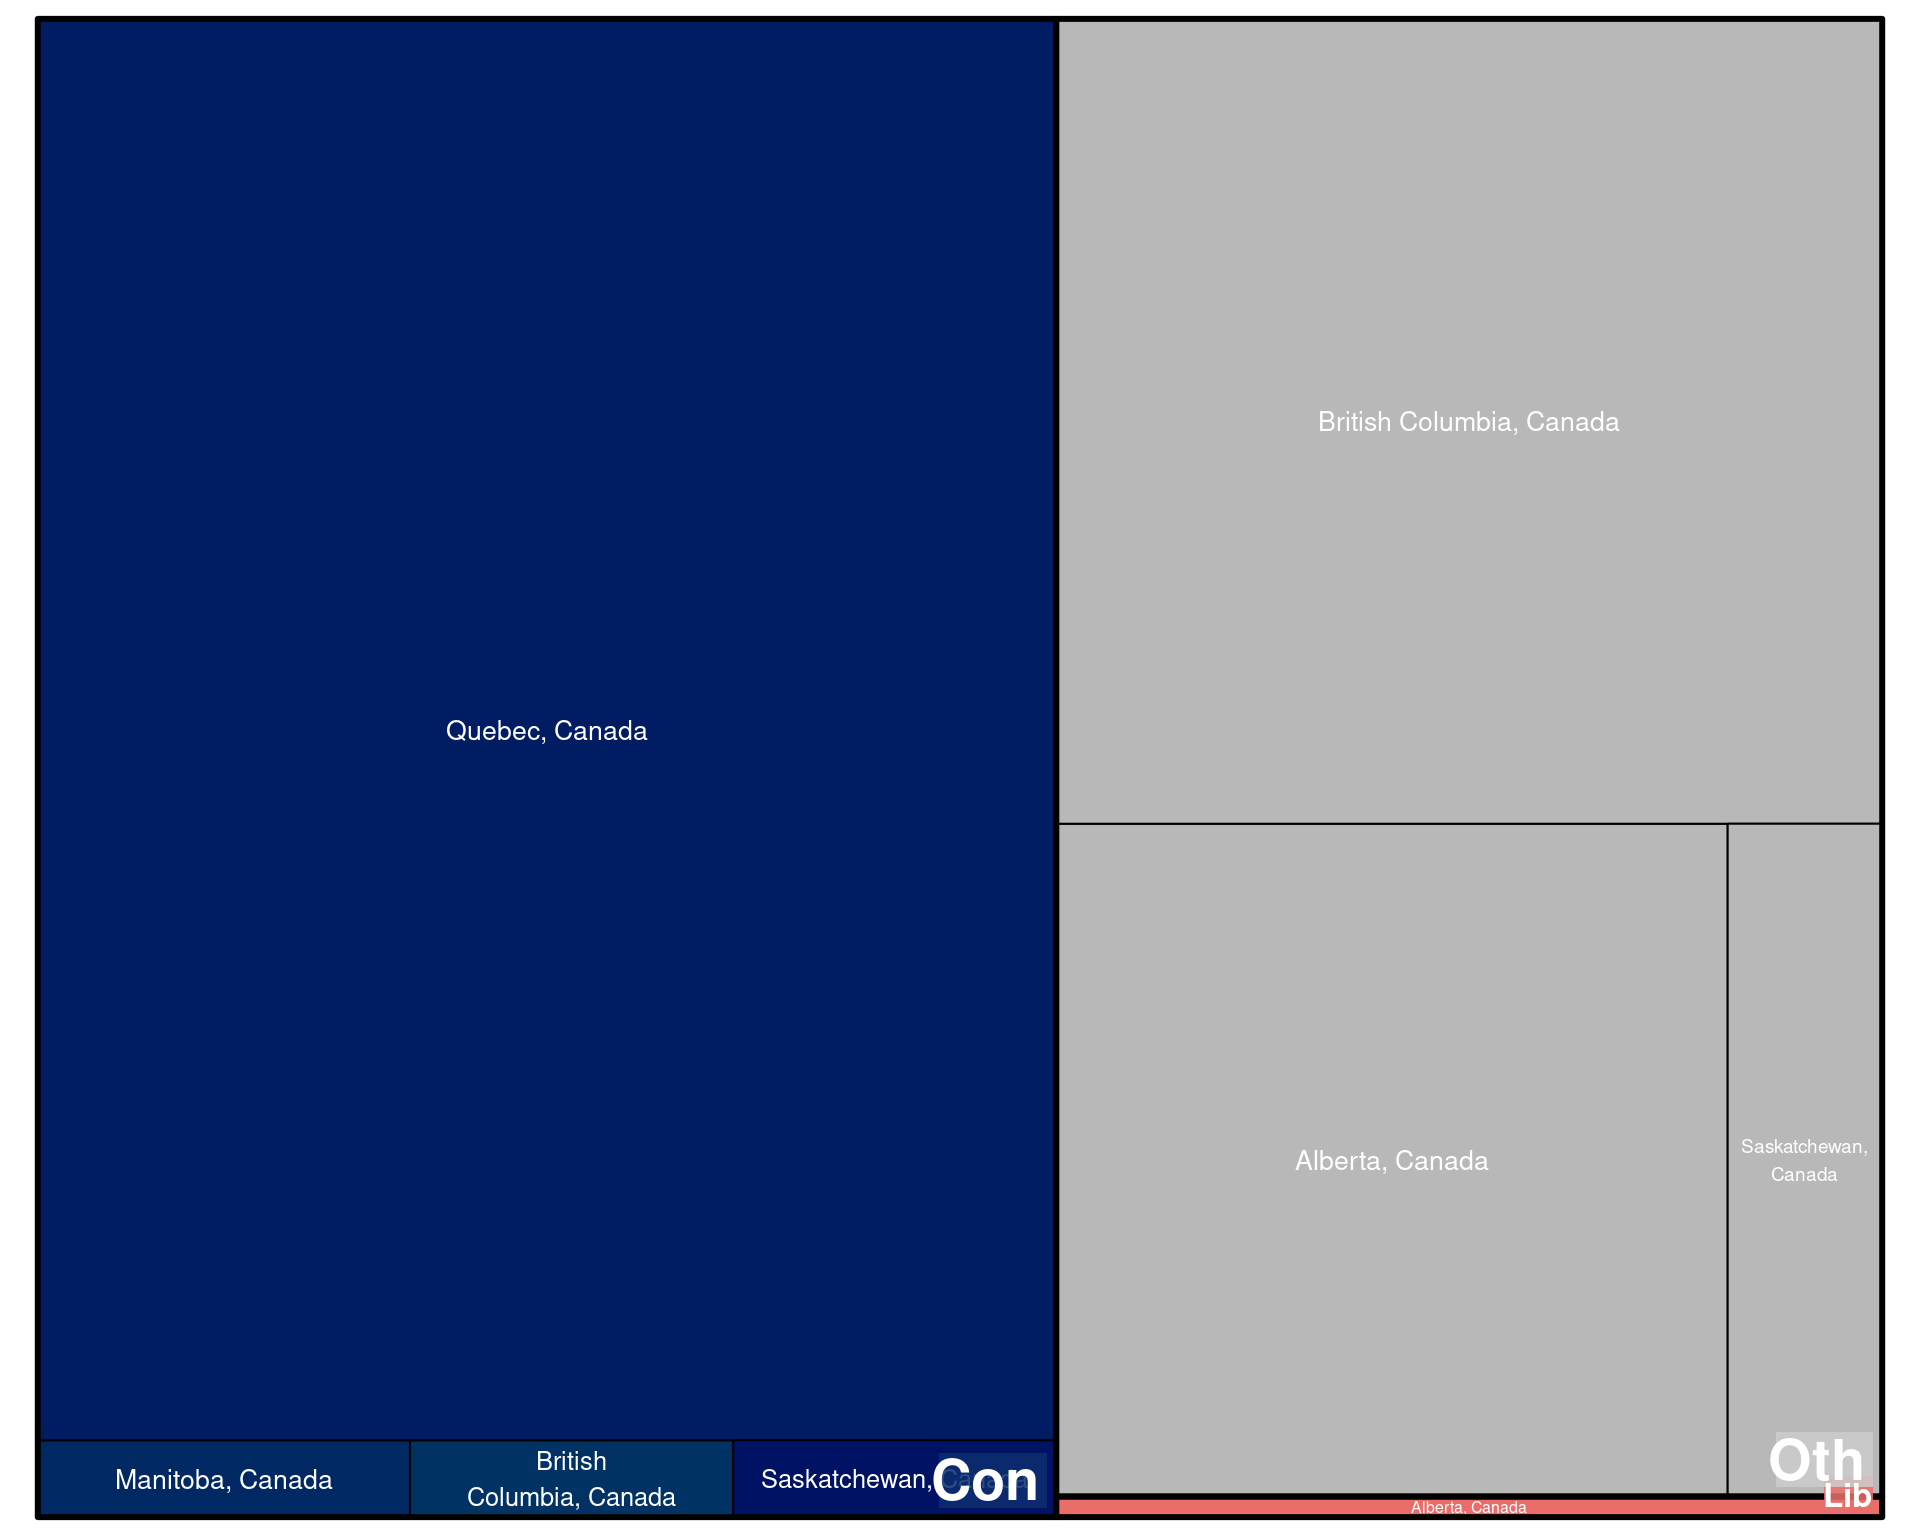 British Columbia, Canada
Quebec, Canada
Alberta, Canada
Saskatchewan,
Canada
Manitoba, Canada
British
Columbia, Canada
Saskatchewan, Canada
Con
Oth
Lib
Alberta, Canada